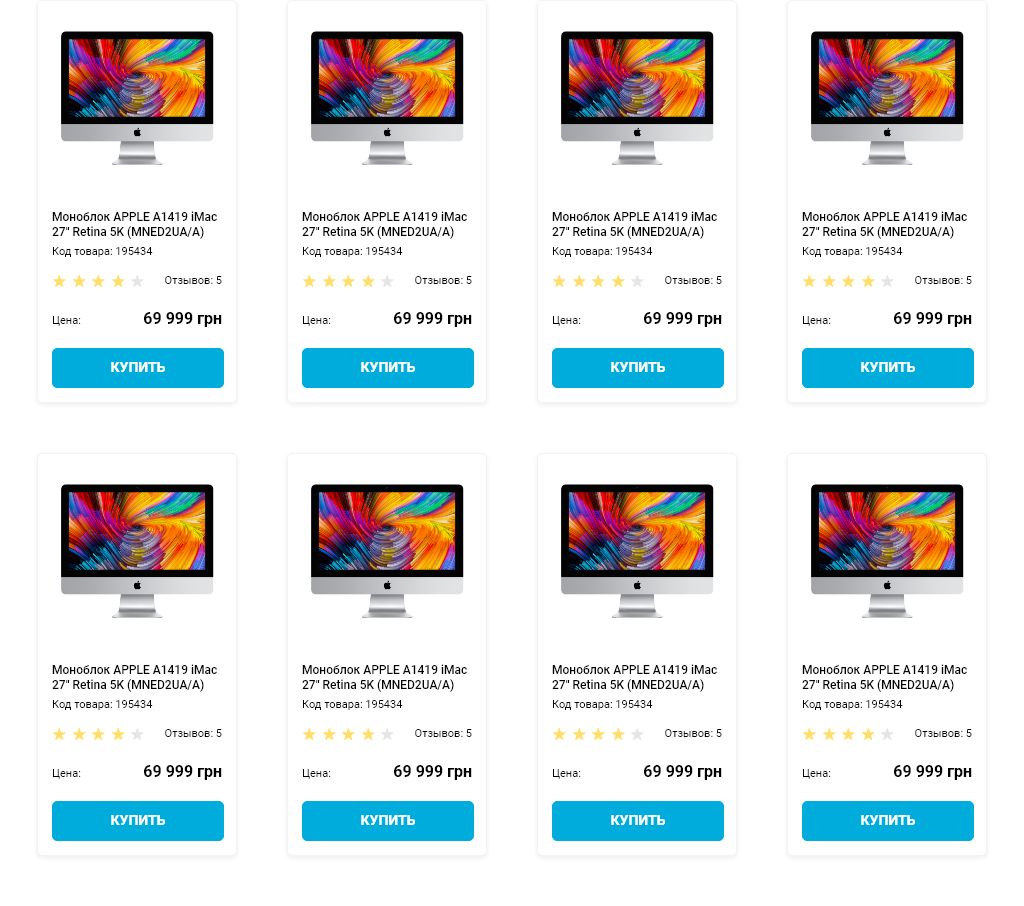 Моноблок APPLE A1419 iMac
27" Retina 5K (MNED2UA/A)
Код товара: 195434
Отзывов: 5
Цена: 69 999 грн
КУПИТЬ
Моноблок APPLE A1419 iMac
27" Retina 5K (MNED2UA/A)
Код товара: 195434
Отзывов: 5
Цена: 69 999 грн
КУПИТЬ
Моноблок APPLE A1419 iMac
27" Retina 5K (MNED2UA/A)
Код товара: 195434
Отзывов: 5
Цена: 69 999 грн
КУПИТЬ
Моноблок APPLE A1419 iMac
27" Retina 5K (MNED2UA/A)
Код товара: 195434
Отзывов: 5
Цена: 69 999 грн
КУПИТЬ
Моноблок APPLE A1419 iMac
27" Retina 5K (MNED2UA/A)
Код товара: 195434
Отзывов: 5
Цена: 69 999 грн
КУПИТЬ
Моноблок APPLE A1419 iMac
27" Retina 5K (MNED2UA/A)
Код товара: 195434
Отзывов: 5
Цена: 69 999 грн
КУПИТЬ
Моноблок APPLE A1419 iMac
27" Retina 5K (MNED2UA/A)
Код товара: 195434
Отзывов: 5
Цена: 69 999 грн
КУПИТЬ
Моноблок APPLE A1419 iMac
27" Retina 5K (MNED2UA/A)
Код товара: 195434
Отзывов: 5
Цена: 69 999 грн
КУПИТЬ